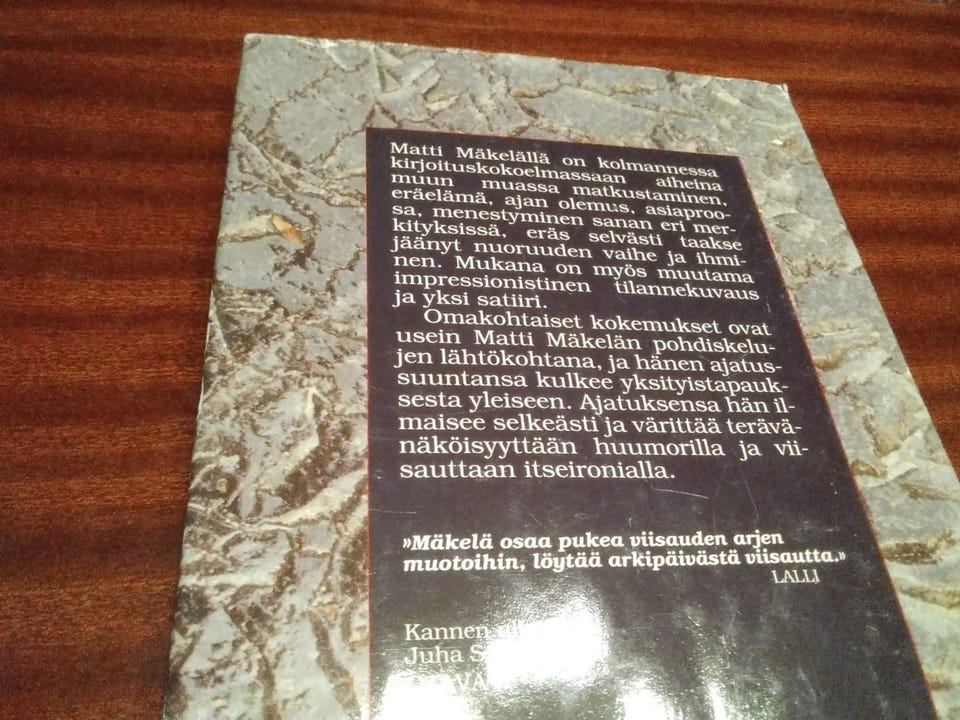 Matti Mäkelällä on kolmannessa
kirjoituskokoelmassaan aiheina
muun muassa matkustaminen,
eräelämä, ajan olemus, asiaproo-
sa, menestyminen sanan eri mer-
kityksissä, eräs selvästi taakse
jäänyt nuoruuden vaihe ja ihmi-
nen. Mukana on myös muutama
impressionistinen tilannekuvaus
ja yksi satiiri.
Omakohtaiset kokemukset ovat
usein Matti Mäkelän pohdiskelu-
jen lähtökohtana, ja hänen ajatus-
suuntansa kulkee yksityistapauk-
sesta yleiseen. Ajatuksensa hän il-
maisee selkeästi ja värittää terävä-
näköisyyttään huumorilla ja vii-
sauttaan itseironialla.
»Mäkelä osaa pukea viisauden arjen
muotoihin, löytää arkipäivästä viisautta.»
LALLI
Kannen
Juha